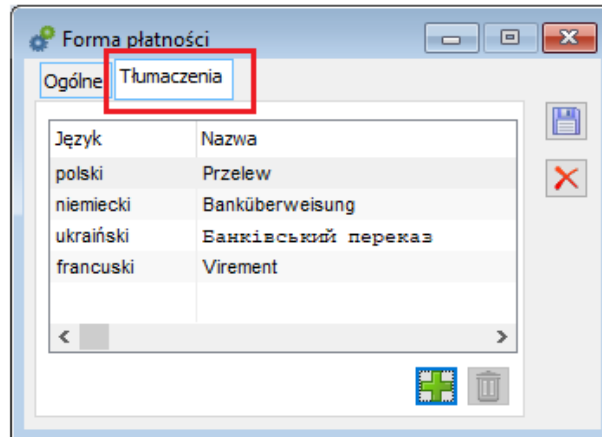 Forma płatności
Ogólne Tłumaczenia
Język Nazwa
polski Przelew
niemiecki Banküberweisung
ukraiński Банківський переказ
francuski Virement